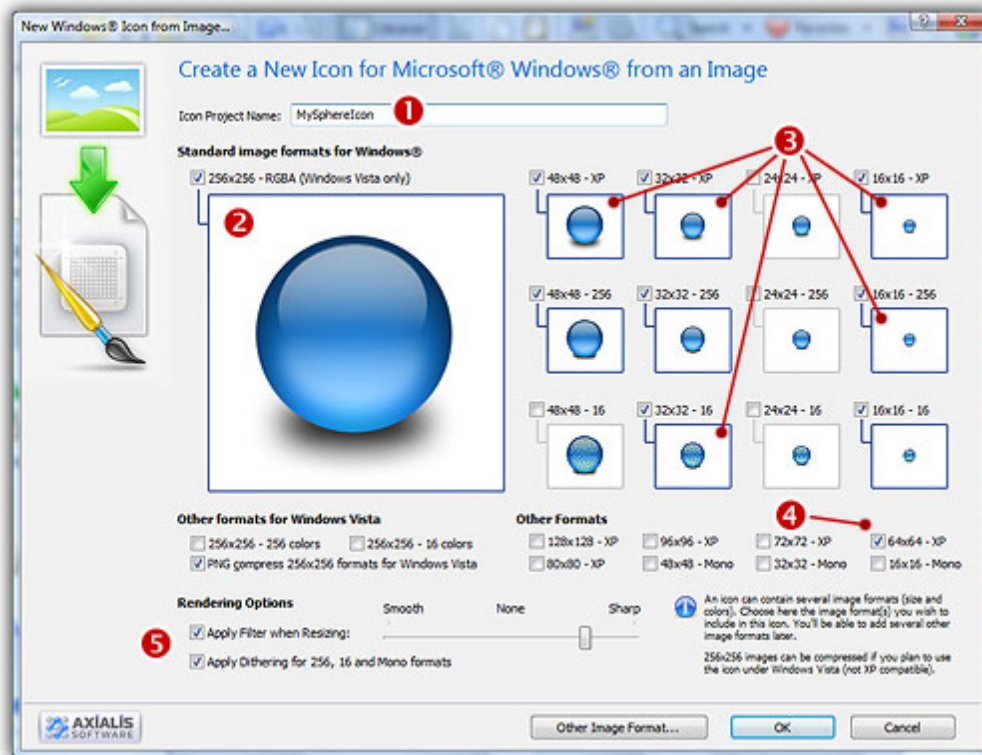 New Windows® Icon from Image...
Create a New Icon for Microsoft® Windows® from an Image
Icon Project Name: MySphereIcon
1
Standard image formats for Windows®
3
256x256 - RGBA (Windows Vista only)
48x48 - XP
32x32 - XP
24x24 - XP
16x16 - XP
2
48x48 - 256
32x32 - 256
24x24 - 256
16x16 - 256
48x48 - 16
32x32 - 16
24x24 - 16
16x16 - 16
4
Other formats for Windows Vista
256x256 - 256 colors
256x256 - 16 colors
PNG compress 256x256 formats for Windows Vista
Other Formats
128x128 - XP
96x96 - XP
72x72 - XP
64x64 - XP
80x80 - XP
48x48 - Mono
32x32 - Mono
16x16 - Mono
Rendering Options
Smooth
None
Sharp
5
Apply Filter when Resizing:
Apply Dithering for 256, 16 and Mono formats
An icon can contain several image formats (size and
colors). Choose here the image format(s) you wish to
include in this icon. You'll be able to add several other
image formats later.
256x256 images can be compressed if you plan to use
the icon under Windows Vista (not XP compatible).
AXIALIS
SOFTWARE
Other Image Format...
OK
Cancel